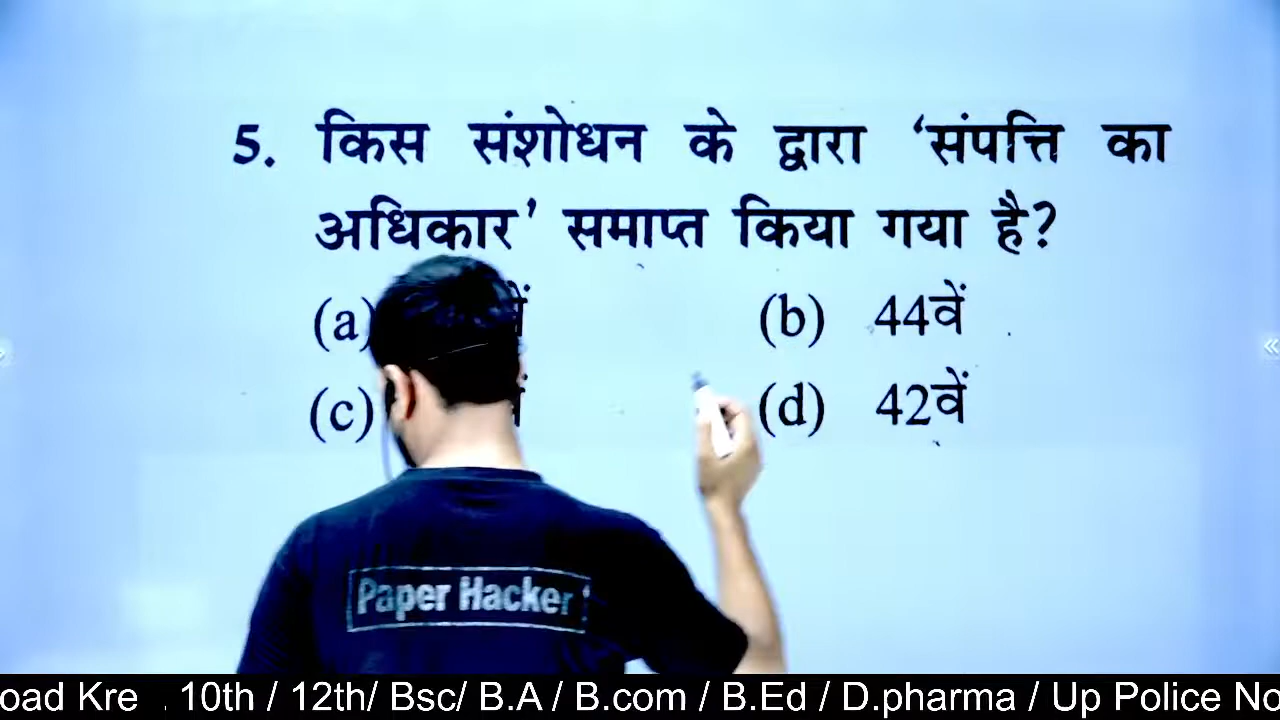 5. किस संशोधन के द्वारा ‘संपत्ति का
अधिकार’ समाप्त किया गया है?
(a)
(b) 44वें
(c)
(d) 42वें
Paper Hacker
oad Kre . 10th / 12th/ Bsc/ B.A / B.com / B.Ed / D.pharma / Up Police No